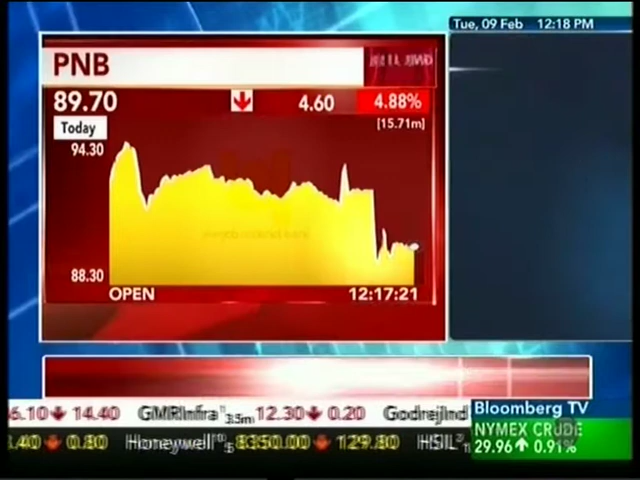 Tue, 09 Feb 12:18 PM
PNB
89.70 4.60 4.88%
Today [15.71m]
94.30
88.30
OPEN 12:17:21
6.10 14.40 GMRInfra 3.5m 12.30 0.20 GodrejInd
.40 0.80 Honeywell 8350.00 129.80 HSIL
Bloomberg TV
NYMEX CRUDE
29.96 0.91%